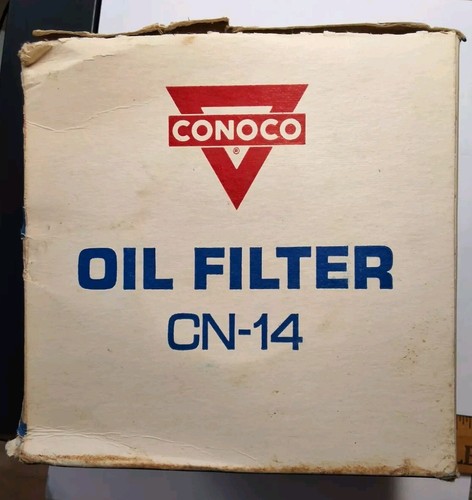 CONOCO
®
OIL FILTER
CN-14